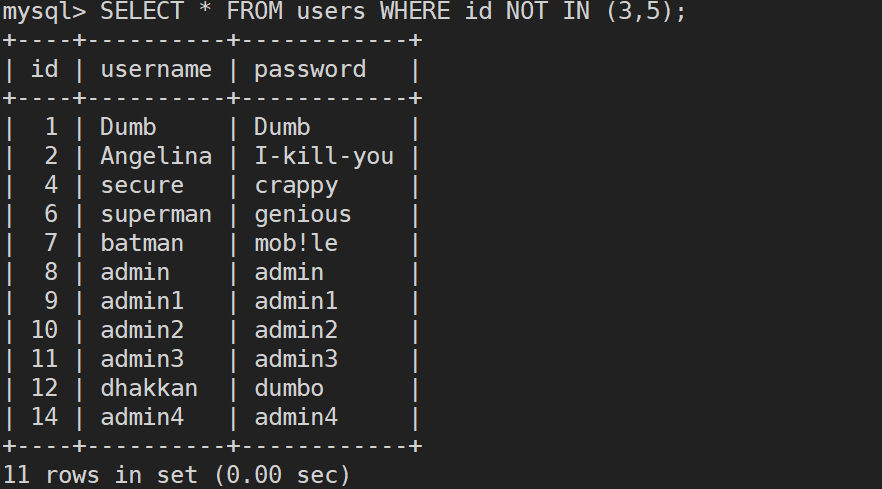 mysql> SELECT * FROM users WHERE id NOT IN (3,5);
+----+----------+------------+
| id | username | password   |
+----+----------+------------+
|  1 | Dumb     | Dumb       |
|  2 | Angelina | I-kill-you |
|  4 | secure   | crappy     |
|  6 | superman | genious    |
|  7 | batman   | mob!le     |
|  8 | admin    | admin      |
|  9 | admin1   | admin1     |
| 10 | admin2   | admin2     |
| 11 | admin3   | admin3     |
| 12 | dhakkan  | dumbo      |
| 14 | admin4   | admin4     |
+----+----------+------------+
11 rows in set (0.00 sec)